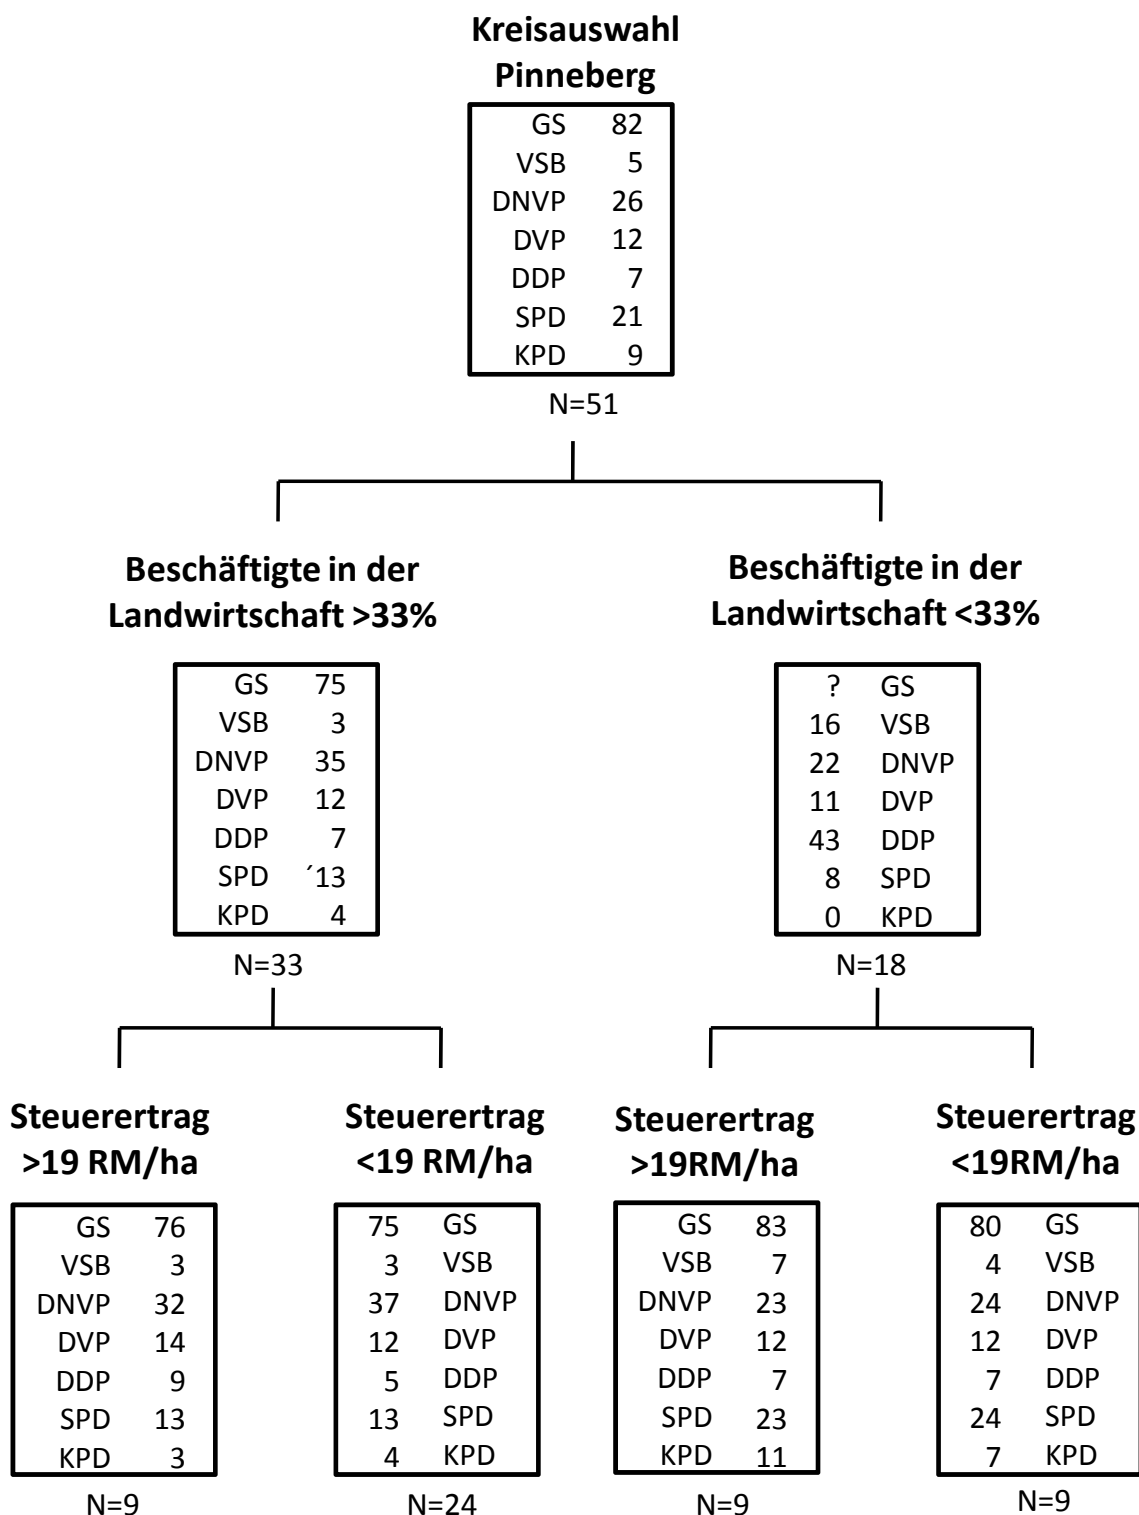 Kreisauswahl
Pinneberg
GS 82
VSB 5
DNVP 26
DVP 12
DDP 7
SPD 21
KPD 9
N=51
Beschäftigte in der
Landwirtschaft >33%
GS 75
VSB 3
DNVP 35
DVP 12
DDP 7
SPD ´13
KPD 4
N=33
Beschäftigte in der
Landwirtschaft <33%
? GS
16 VSB
22 DNVP
11 DVP
43 DDP
8 SPD
0 KPD
N=18
Steuerertrag
>19 RM/ha
GS 76
VSB 3
DNVP 32
DVP 14
DDP 9
SPD 13
KPD 3
N=9
Steuerertrag
<19 RM/ha
75 GS
3 VSB
37 DNVP
12 DVP
5 DDP
13 SPD
4 KPD
N=24
Steuerertrag
>19RM/ha
GS 83
VSB 7
DNVP 23
DVP 12
DDP 7
SPD 23
KPD 11
N=9
Steuerertrag
<19RM/ha
80 GS
4 VSB
24 DNVP
12 DVP
7 DDP
24 SPD
7 KPD
N=9